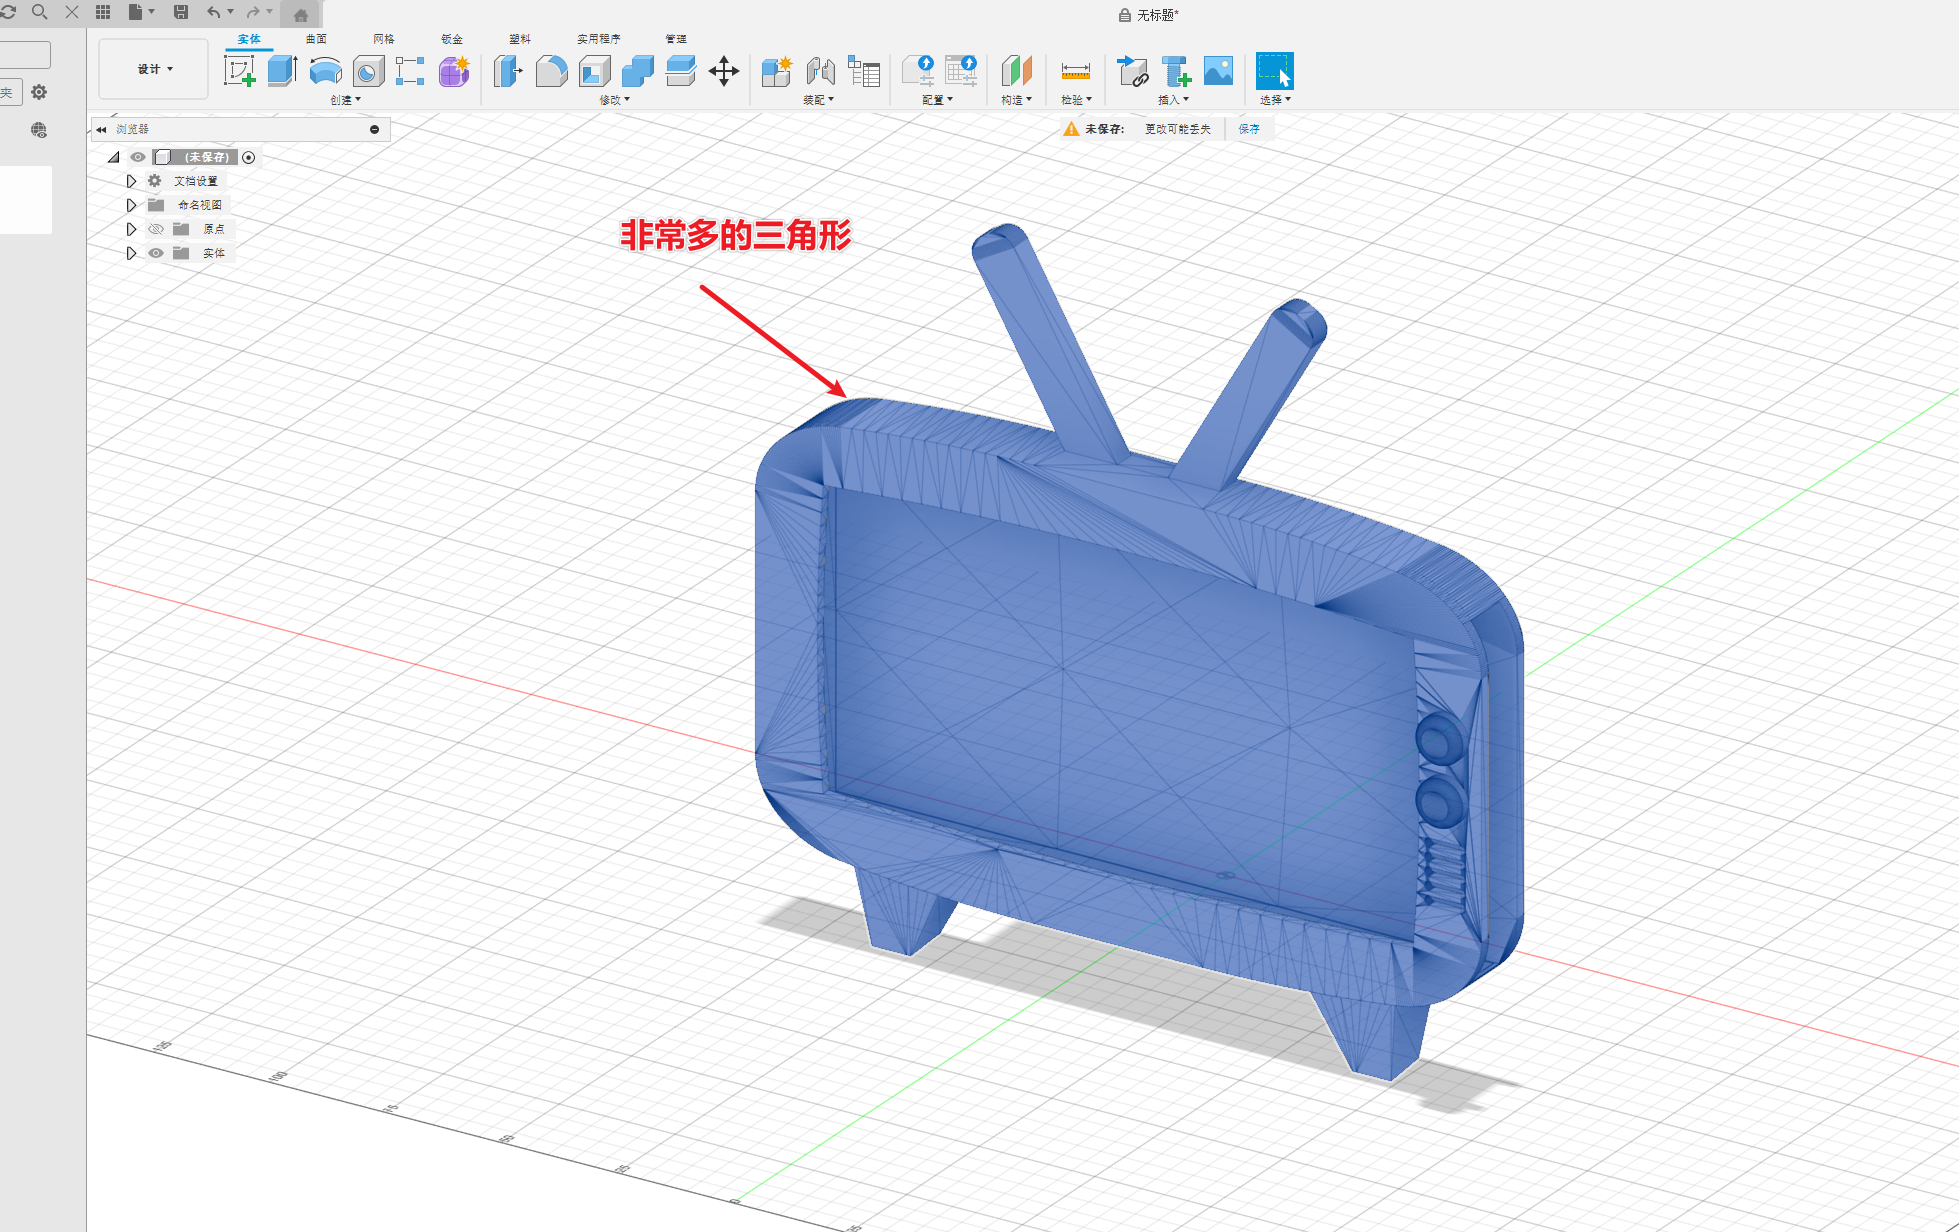 无标题*
夹
设计
实体
曲面
网格
钣金
塑料
实用程序
管理
创建
修改
装配
配置
构造
检验
插入
选择
浏览器
未保存:
更改可能丢失
保存
(未保存)
文档设置
命名视图
原点
实体
非常多的三角形
125
100
75
50
25
0
25